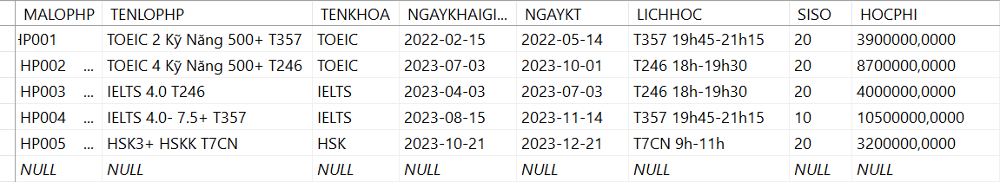 MALOPHP TENLOPHP TENKHOA NGAYKHAIGI... NGAYKT LICHHOC SISO HOCPHI
HP001 TOEIC 2 Kỹ Năng 500+ T357 TOEIC 2022-02-15 2022-05-14 T357 19h45-21h15 20 3900000,0000
HP002 ... TOEIC 4 Kỹ Năng 500+ T246 TOEIC 2023-07-03 2023-10-01 T246 18h-19h30 20 8700000,0000
HP003 ... IELTS 4.0 T246 IELTS 2023-04-03 2023-07-03 T246 18h-19h30 20 4000000,0000
HP004 ... IELTS 4.0- 7.5+ T357 IELTS 2023-08-15 2023-11-14 T357 19h45-21h15 10 10500000,0000
HP005 ... HSK3+ HSKK T7CN HSK 2023-10-21 2023-12-21 T7CN 9h-11h 20 3200000,0000
NULL NULL NULL NULL NULL NULL NULL NULL